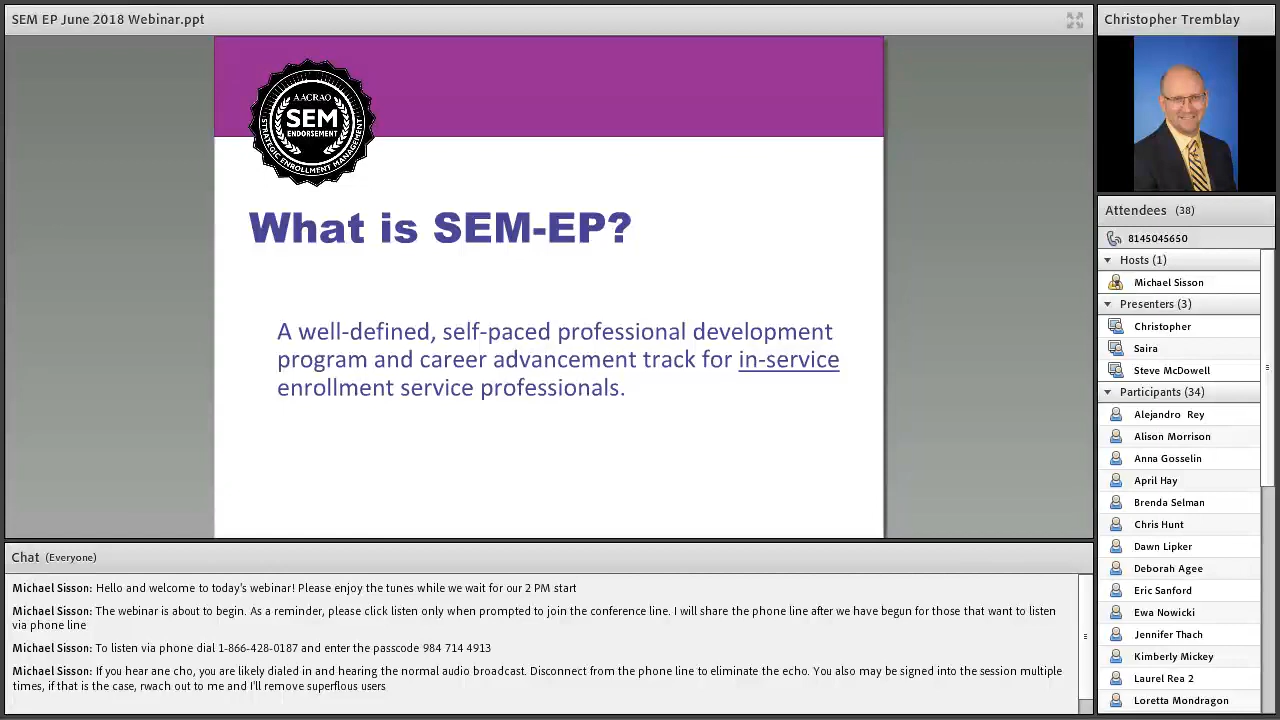 SEM EP June 2018 Webinar.ppt
AACRAO
SEM
ENDORSEMENT
STRATEGIC ENROLLMENT MANAGEMENT
What is SEM-EP?
A well-defined, self-paced professional development
program and career advancement track for in-service
enrollment service professionals.
Chat (Everyone)
Michael Sisson: Hello and welcome to today's webinar! Please enjoy the tunes while we wait for our 2 PM start
Michael Sisson: The webinar is about to begin. As a reminder, please click listen only when prompted to join the conference line. I will share the phone line after we have begun for those that want to listen
via phone line
Michael Sisson: To listen via phone dial 1-866-428-0187 and enter the passcode 984 714 4913
Michael Sisson: If you hear ane cho, you are likely dialed in and hearing the normal audio broadcast. Disconnect from the phone line to eliminate the echo. You also may be signed into the session multiple
times, if that is the case, rwach out to me and I'll remove superflous users
Christopher Tremblay
Attendees (38)
8145045650
Hosts (1)
Michael Sisson
Presenters (3)
Christopher
Saira
Steve McDowell
Participants (34)
Alejandro Rey
Alison Morrison
Anna Gosselin
April Hay
Brenda Selman
Chris Hunt
Dawn Lipker
Deborah Agee
Eric Sanford
Ewa Nowicki
Jennifer Thach
Kimberly Mickey
Laurel Rea 2
Loretta Mondragon